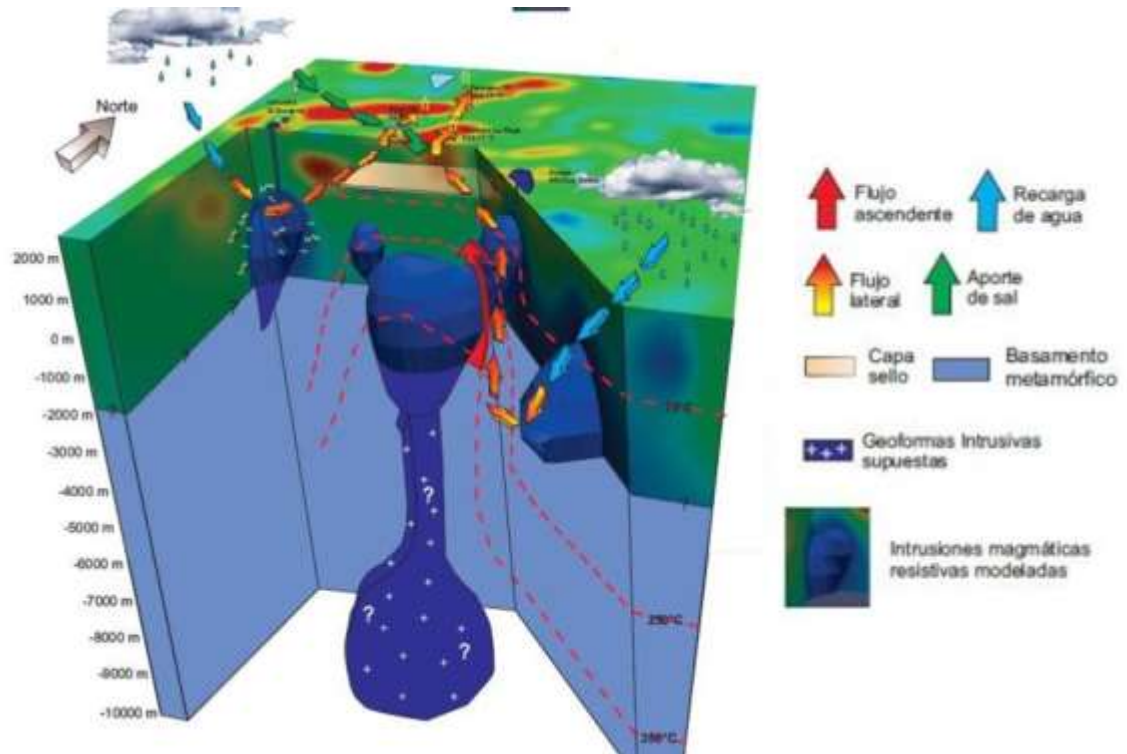 Norte
2000 m
1000 m
0 m
-1000 m
-2000 m
-3000 m
-4000 m
-5000 m
-6000 m
-7000 m
-8000 m
-9000 m
-10000 m
?
?
?
Flujo
ascendente
Recarga
de agua
Flujo
lateral
Aporte
de sal
Capa
sello
Basamento
metamórfico
Geoformas Intrusivas
supuestas
Intrusiones magmáticas
resistivas modeladas